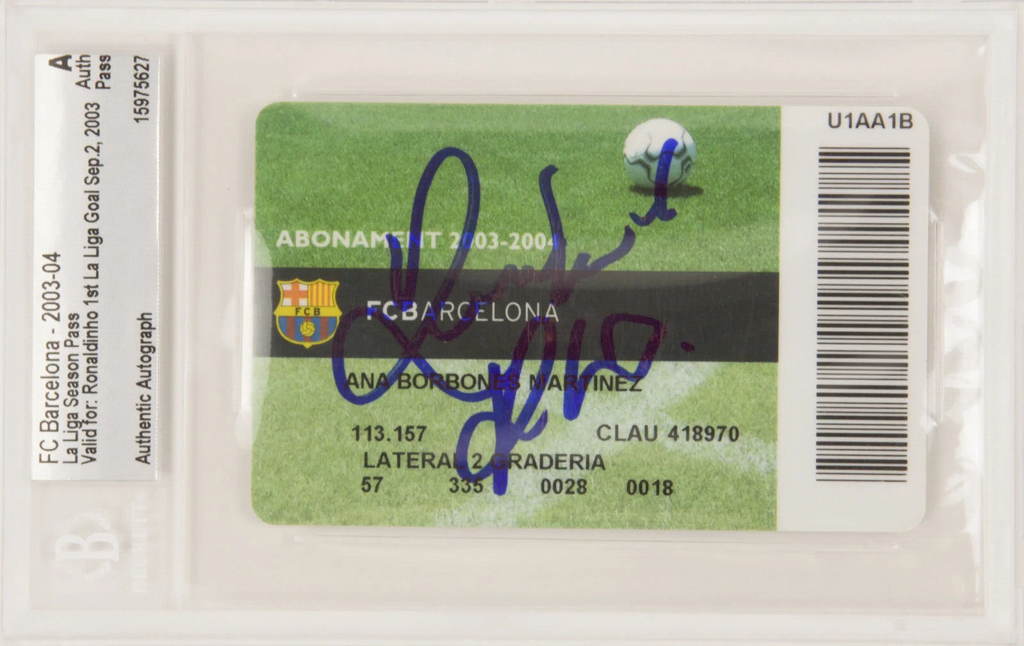 FC Barcelona - 2003-04
La Liga Season Pass
Valid for: Ronaldinho 1st La Liga Goal Sep.2, 2003
Authentic Autograph
A
Auth
Pass
15975627
B
BECKETT
U1AA1B
ABONAMENT 2003-2004
FCB
FCBARCELONA
ANA BORBONES MARTINEZ
113.157 CLAU 418970
LATERAL 2 GRADERIA
57 335 0028 0018